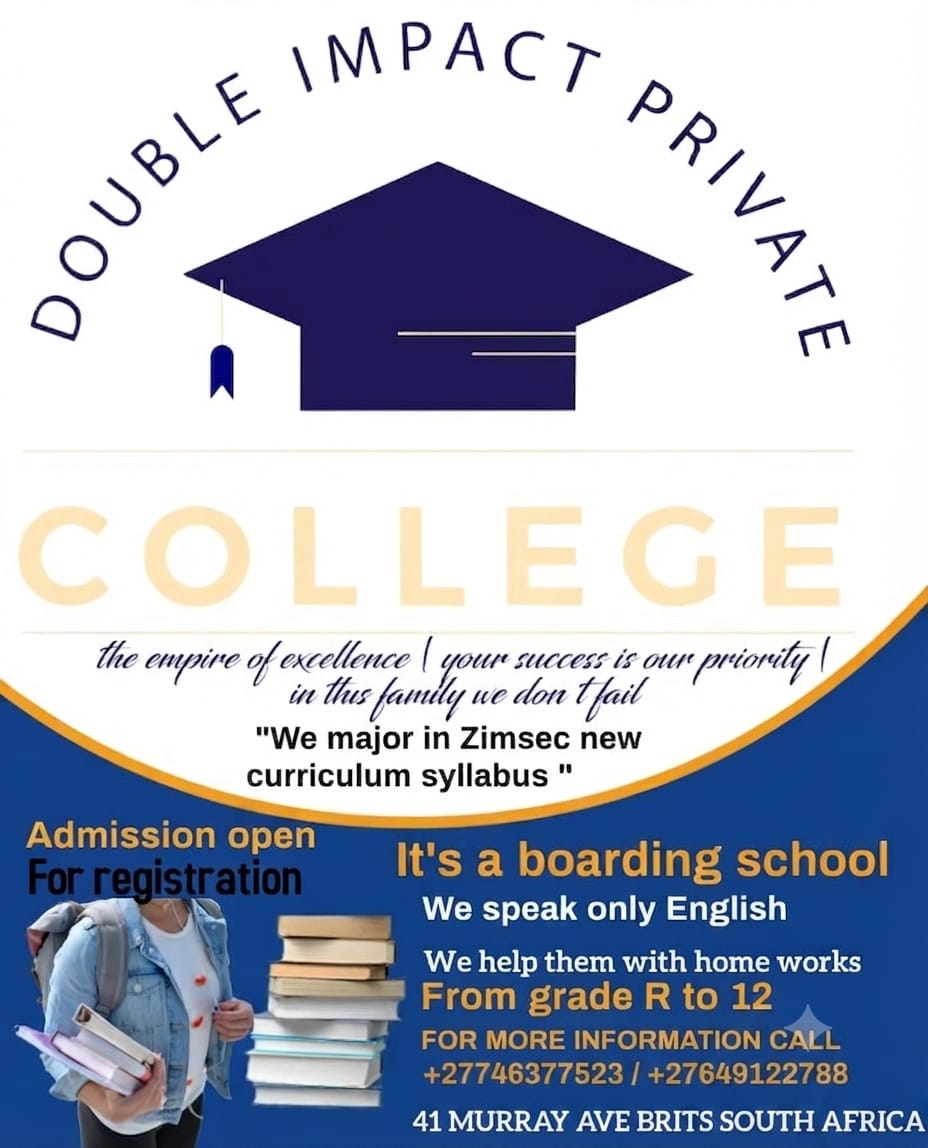 DOUBLE IMPACT PRIVATE
COLLEGE
the empire of excellence | your success is our priority |
in this family we don t fail
"We major in Zimsec new
curriculum syllabus "
Admission open
For registration
It's a boarding school
We speak only English
We help them with home works
From grade R to 12
FOR MORE INFORMATION CALL
+27746377523 / +27649122788
41 MURRAY AVE BRITS SOUTH AFRICA